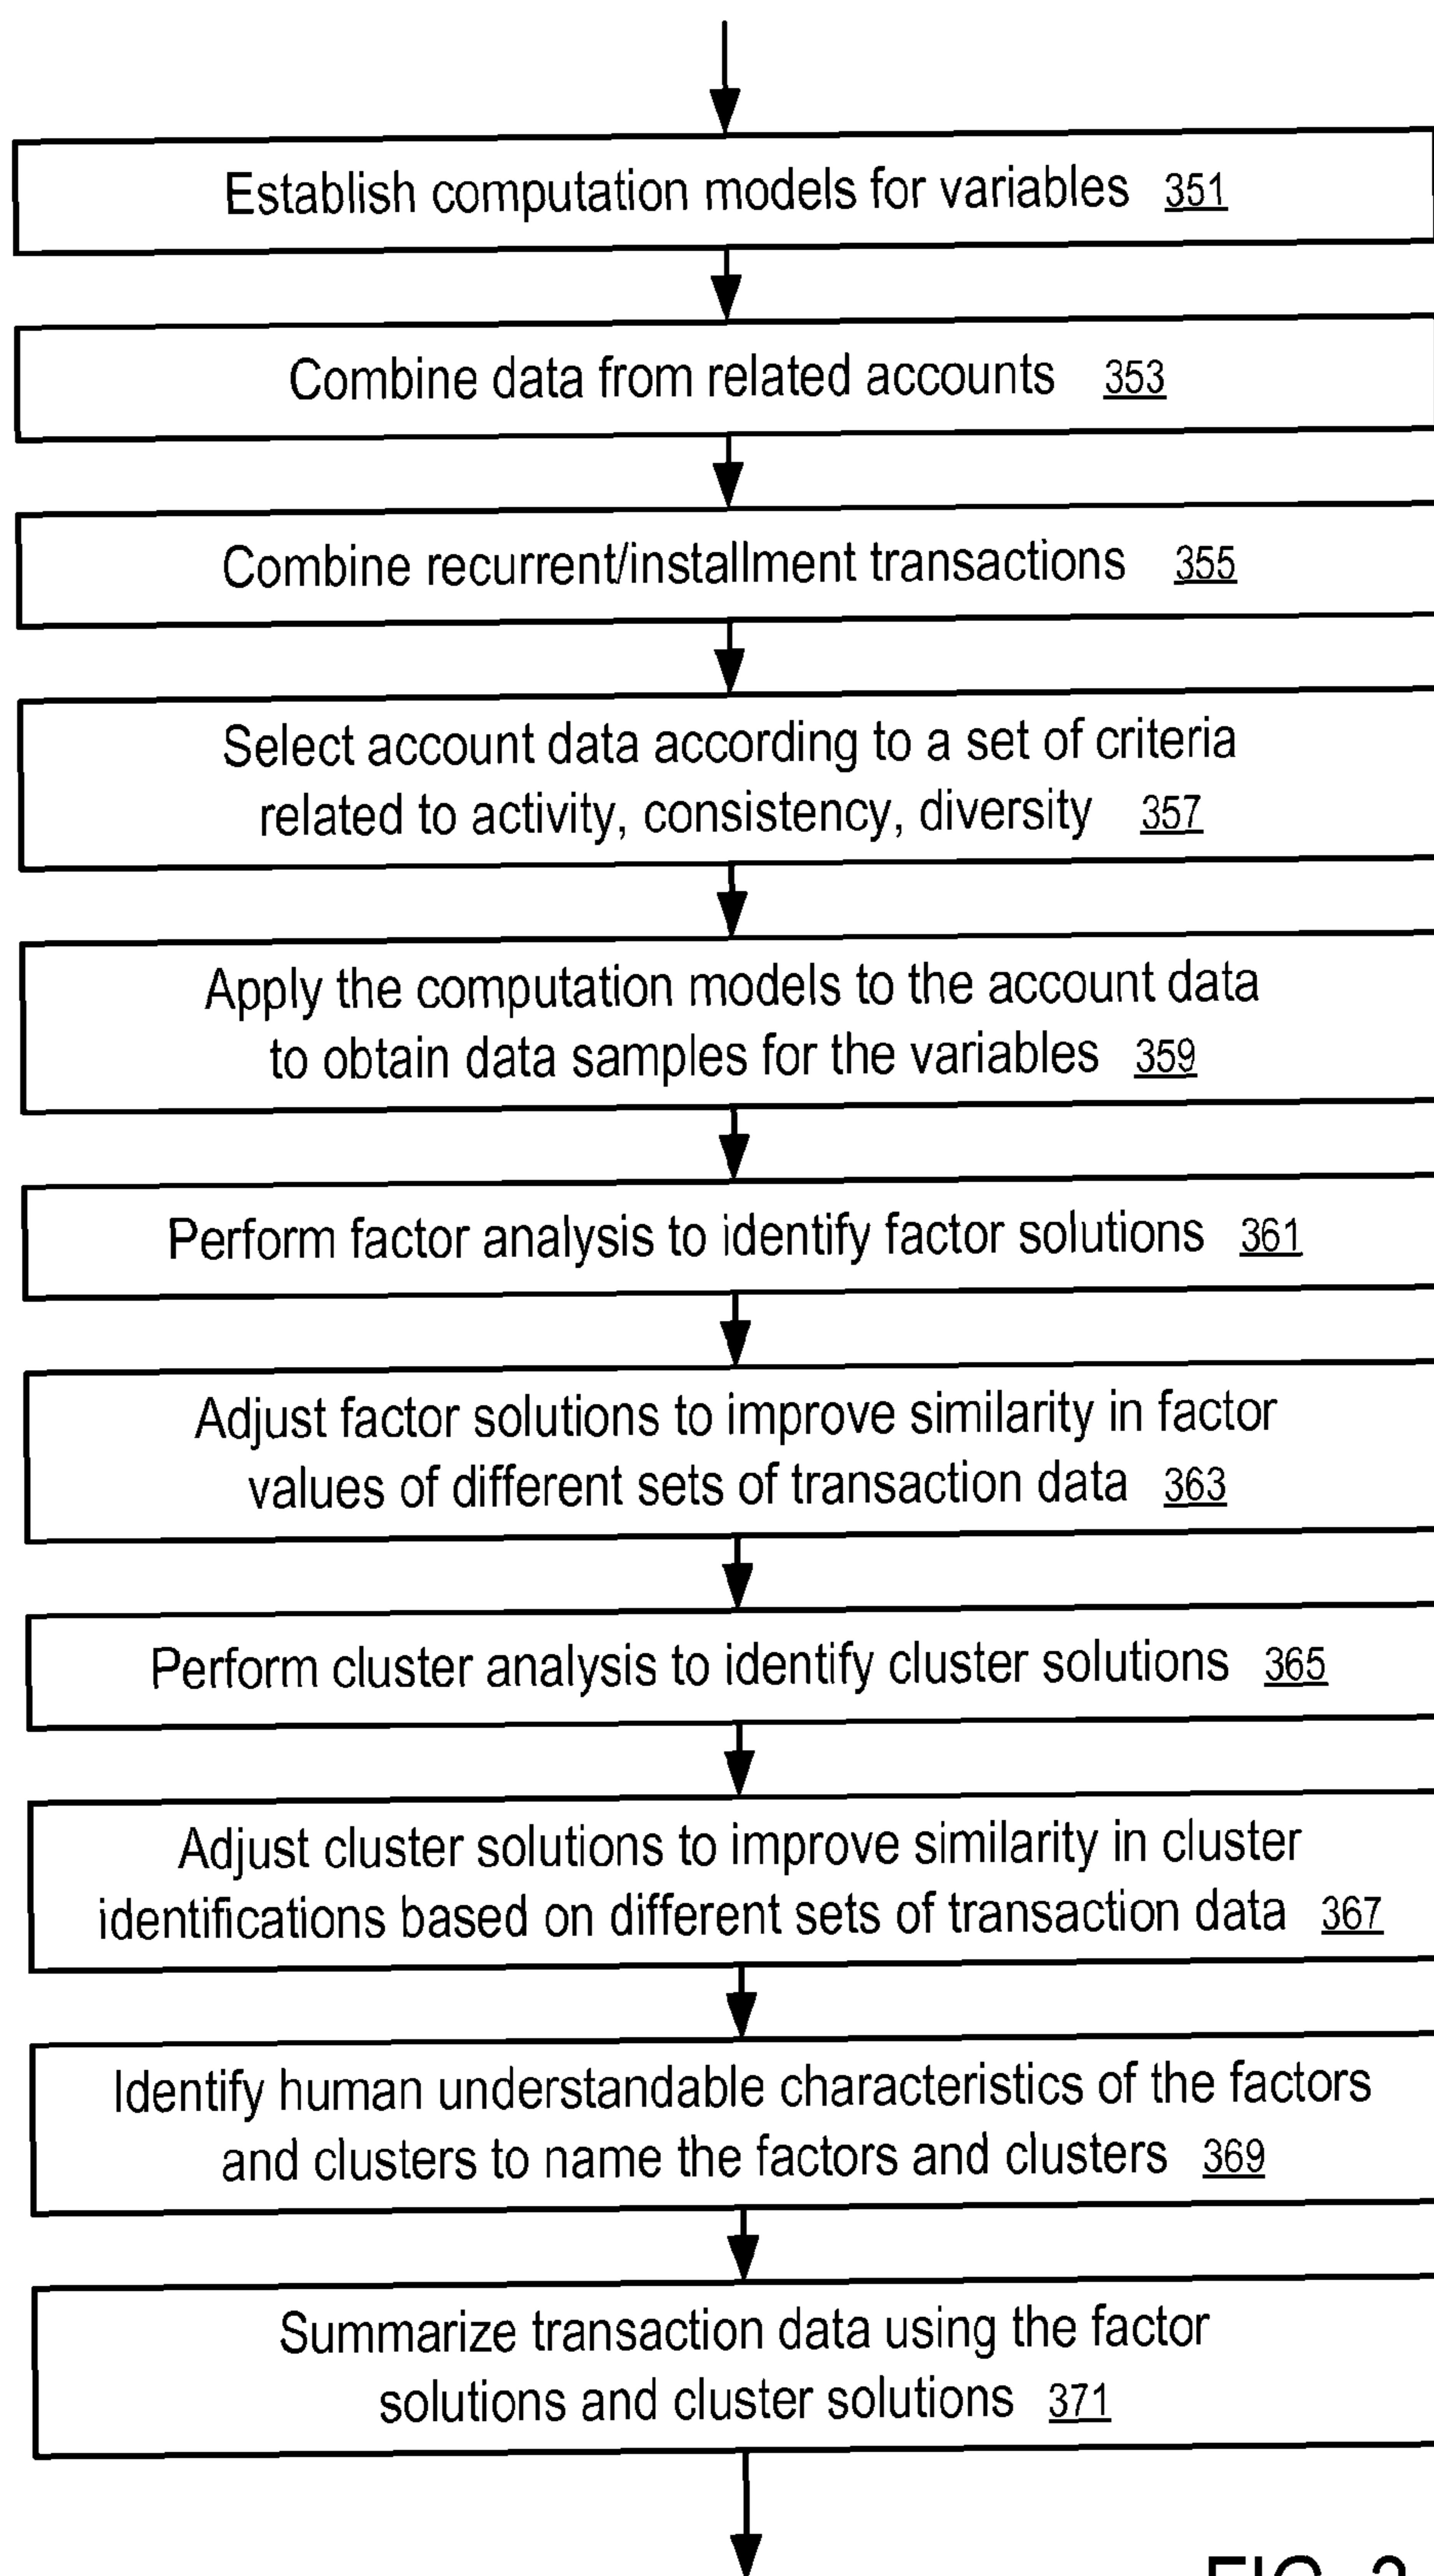 Establish computation models for variables 351
Combine data from related accounts 353
Combine recurrent/installment transactions 355
Select account data according to a set of criteria
related to activity, consistency, diversity 357
Apply the computation models to the account data
to obtain data samples for the variables 359
Perform factor analysis to identify factor solutions 361
Adjust factor solutions to improve similarity in factor
values of different sets of transaction data 363
Perform cluster analysis to identify cluster solutions 365
Adjust cluster solutions to improve similarity in cluster
identifications based on different sets of transaction data 367
Identify human understandable characteristics of the factors
and clusters to name the factors and clusters 369
Summarize transaction data using the factor
solutions and cluster solutions 371
FIG.